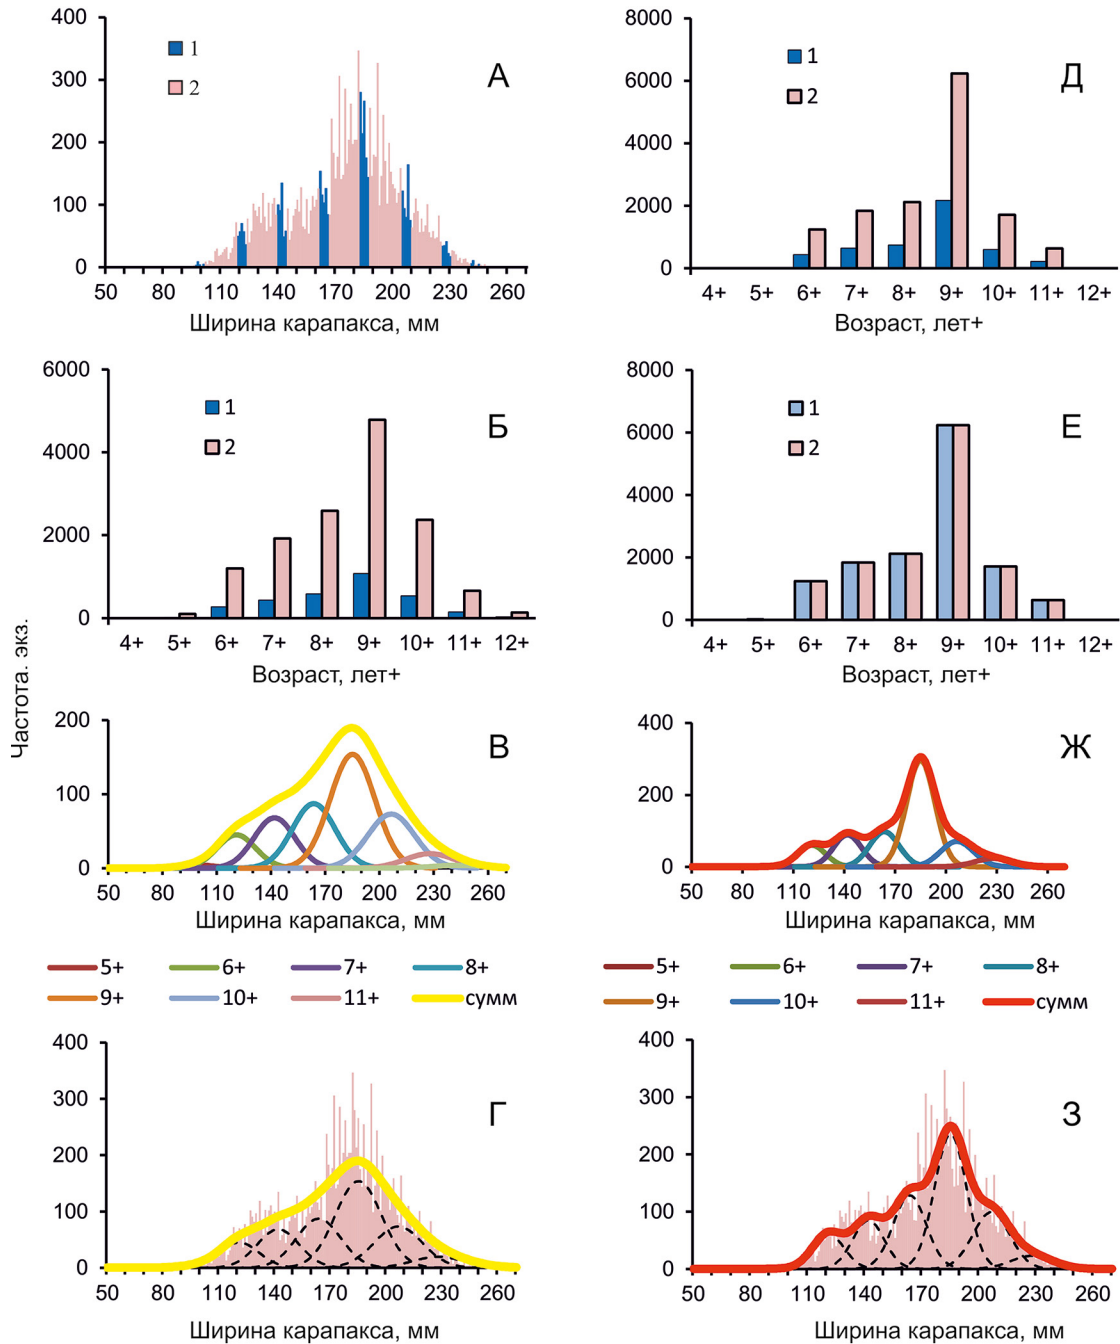 Частота. экз.
400
300
200
100
0
1
2
А
50 80 110 140 170 200 230 260
Ширина карапакса, мм
8000
6000
4000
2000
0
1
2
Д
4+ 5+ 6+ 7+ 8+ 9+ 10+ 11+ 12+
Возраст, лет+
6000
4000
2000
0
1
2
Б
4+ 5+ 6+ 7+ 8+ 9+ 10+ 11+ 12+
Возраст, лет+
8000
6000
4000
2000
0
1
2
Е
4+ 5+ 6+ 7+ 8+ 9+ 10+ 11+ 12+
Возраст, лет+
200
100
0
В
50 80 110 140 170 200 230 260
Ширина карапакса, мм
5+ 6+ 7+ 8+
9+ 10+ 11+ сумм
400
200
0
Ж
50 80 110 140 170 200 230 260
Ширина карапакса, мм
5+ 6+ 7+ 8+
9+ 10+ 11+ сумм
400
300
200
100
0
Г
50 80 110 140 170 200 230 260
Ширина карапакса, мм
400
300
200
100
0
З
50 80 110 140 170 200 230 260
Ширина карапакса, мм